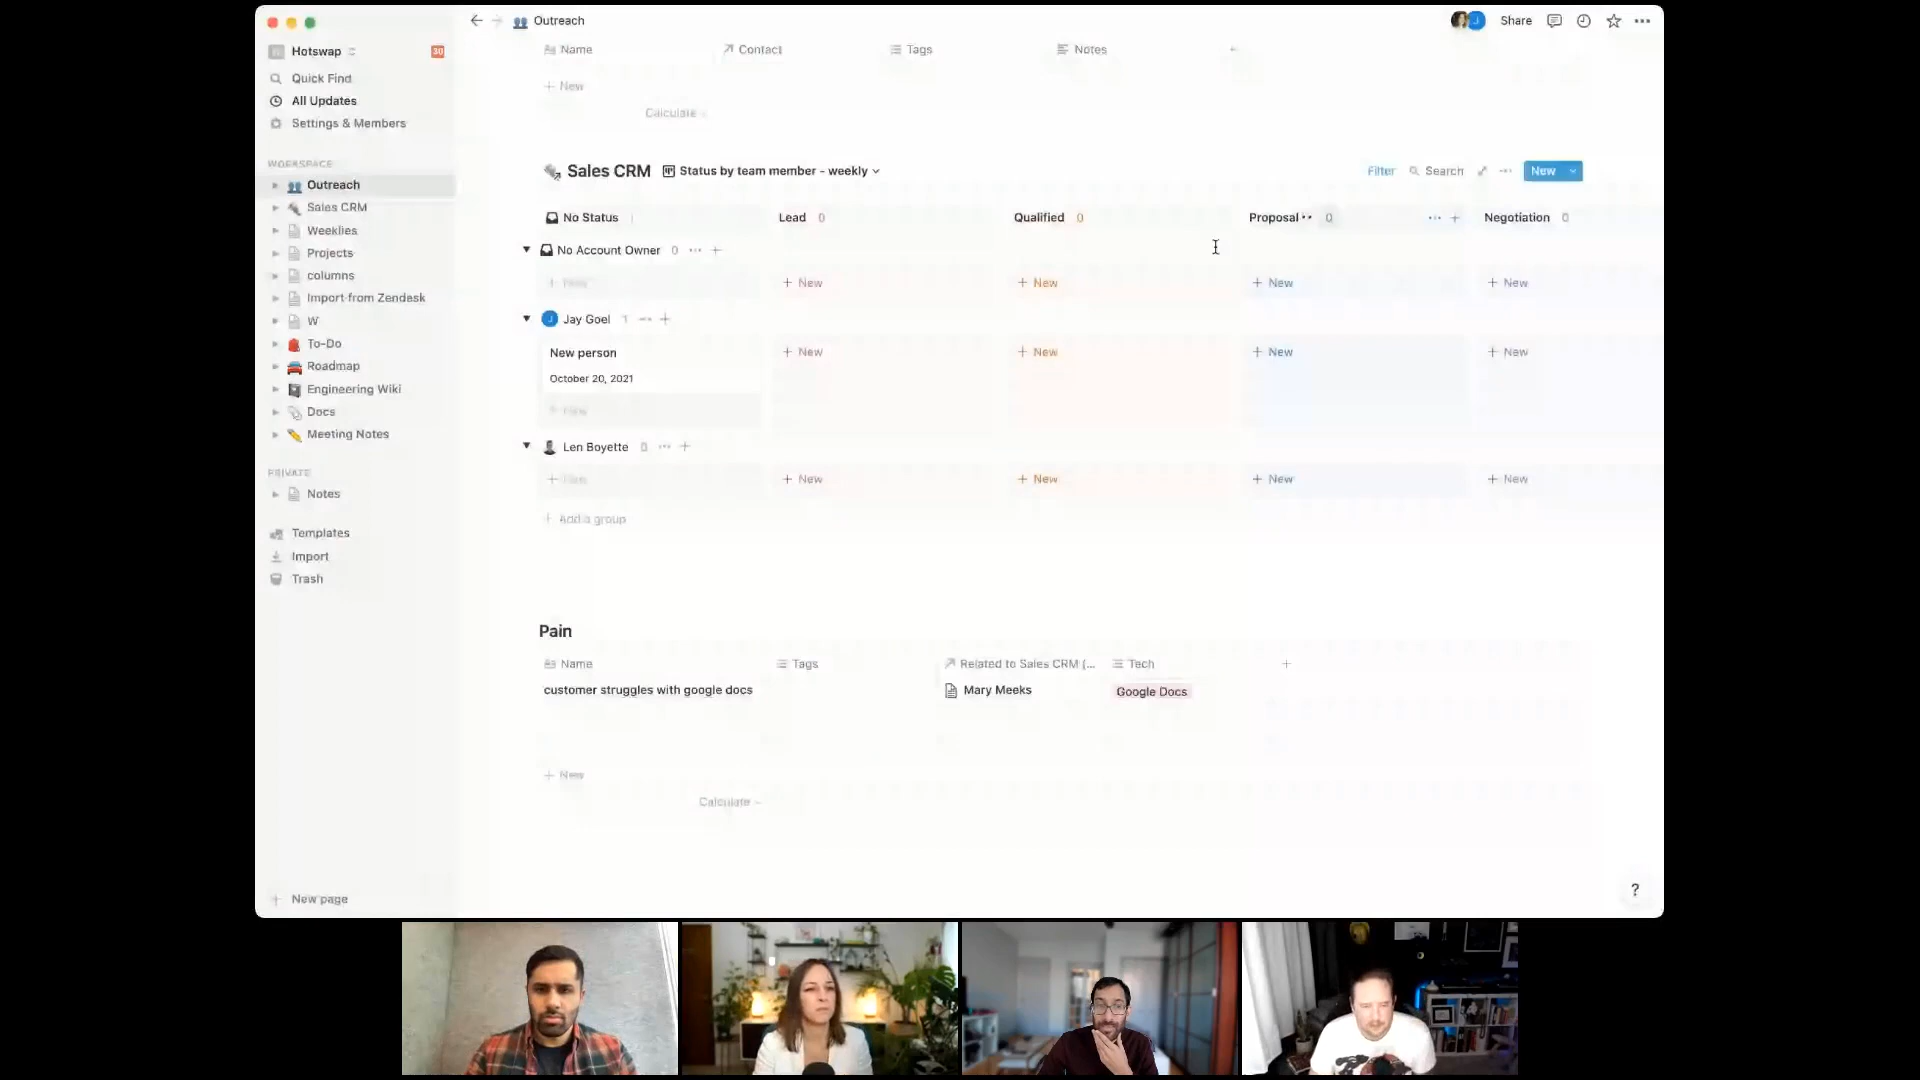 Outreach
Share
Hotswap
30
Quick Find
All Updates
Settings & Members
WORKSPACE
Outreach
Sales CRM
Weeklies
Projects
columns
Import from Zendesk
W
To-Do
Roadmap
Engineering Wiki
Docs
Meeting Notes
PRIVATE
Notes
Templates
Import
Trash
New page
Name Contact Tags Notes
New
Calculate
Sales CRM Status by team member - weekly
Filter Search New
No Status Lead 0 Qualified 0 Proposal 0 Negotiation 0
No Account Owner 0
New New New New New
Jay Goel 1
New person New New New New
October 20, 2021
New
Len Boyette 0
New New New New New
Add a group
Pain
Name Tags Related to Sales CRM (... Tech
customer struggles with google docs Mary Meeks Google Docs
New
Calculate
?